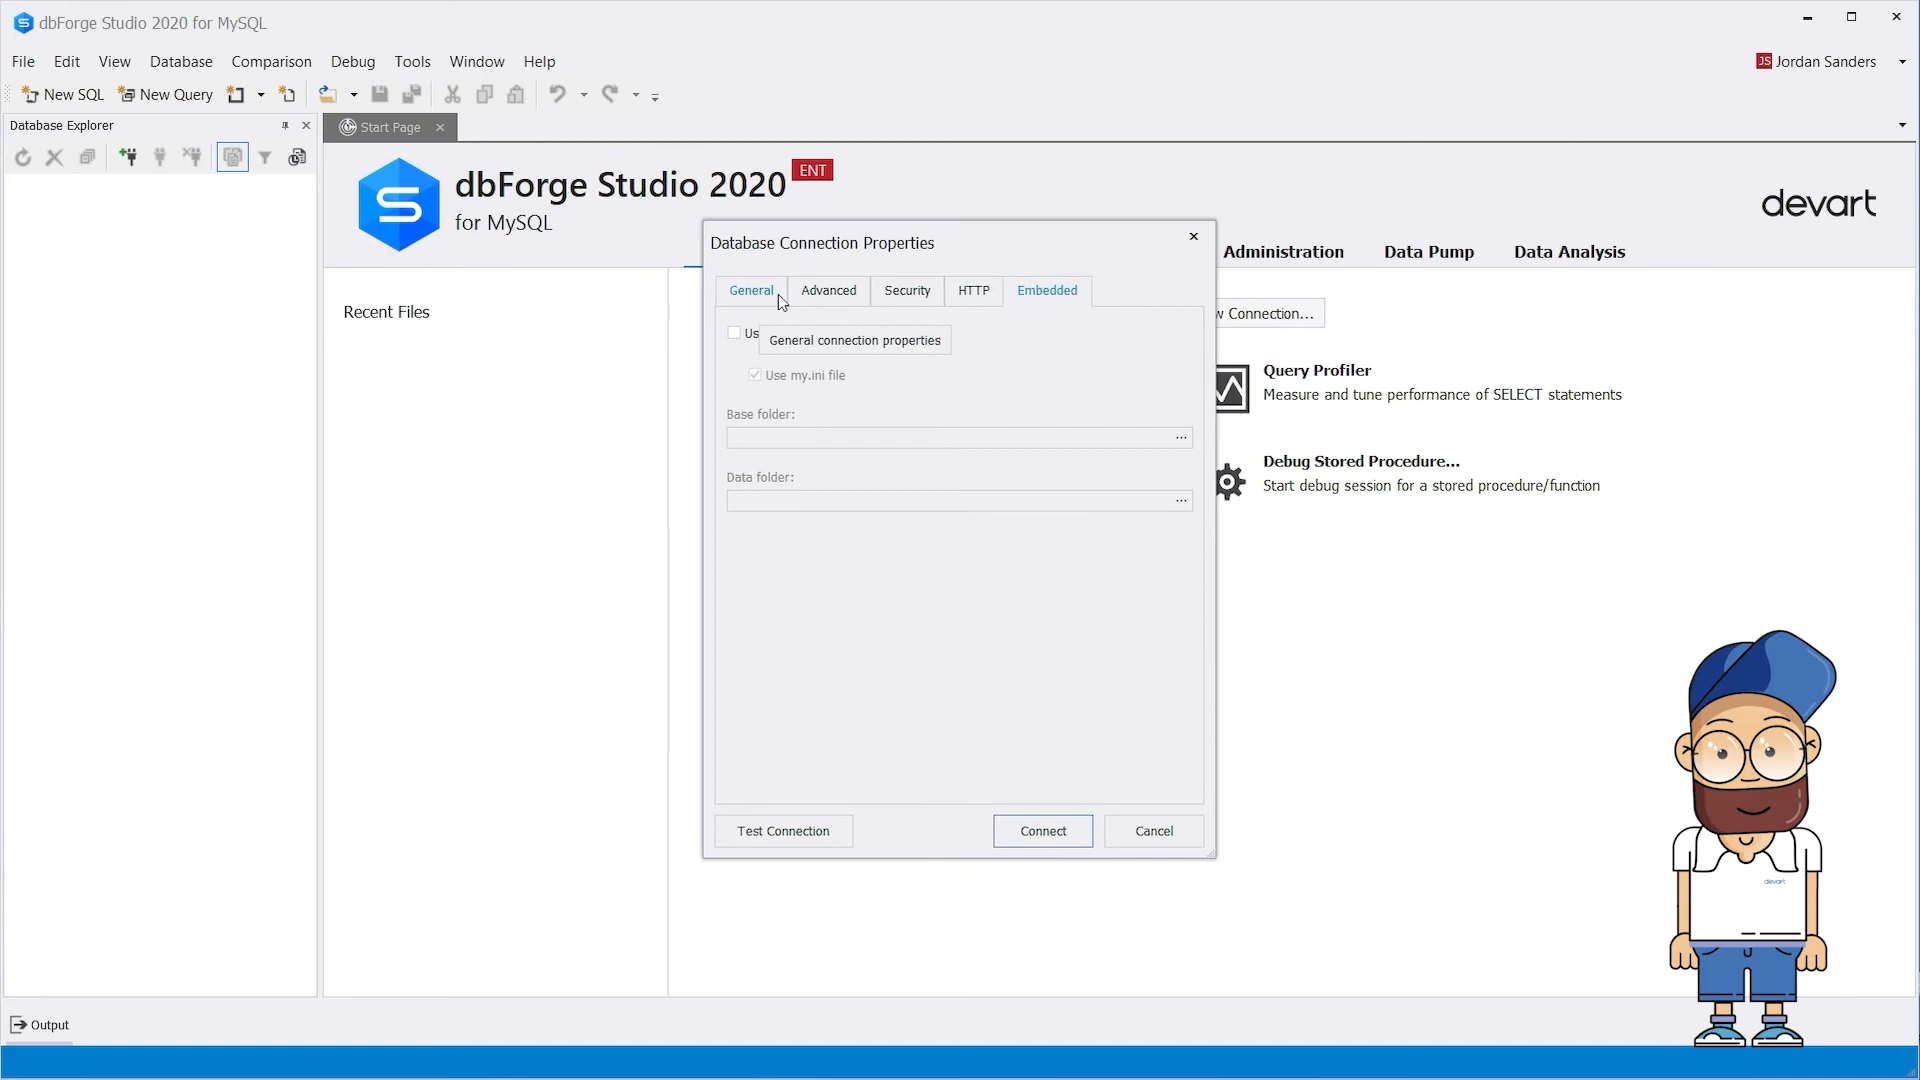 dbForge Studio 2020 for MySQL
File Edit View Database Comparison Debug Tools Window Help
JS Jordan Sanders
New SQL New Query
Database Explorer
Start Page
dbForge Studio 2020 ENT
for MySQL
devart
Administration Data Pump Data Analysis
Recent Files
w Connection...
Query Profiler
Measure and tune performance of SELECT statements
Debug Stored Procedure...
Start debug session for a stored procedure/function
Database Connection Properties
General Advanced Security HTTP Embedded
Us
General connection properties
Use my.ini file
Base folder:
...
Data folder:
...
Test Connection Connect Cancel
devart
Output